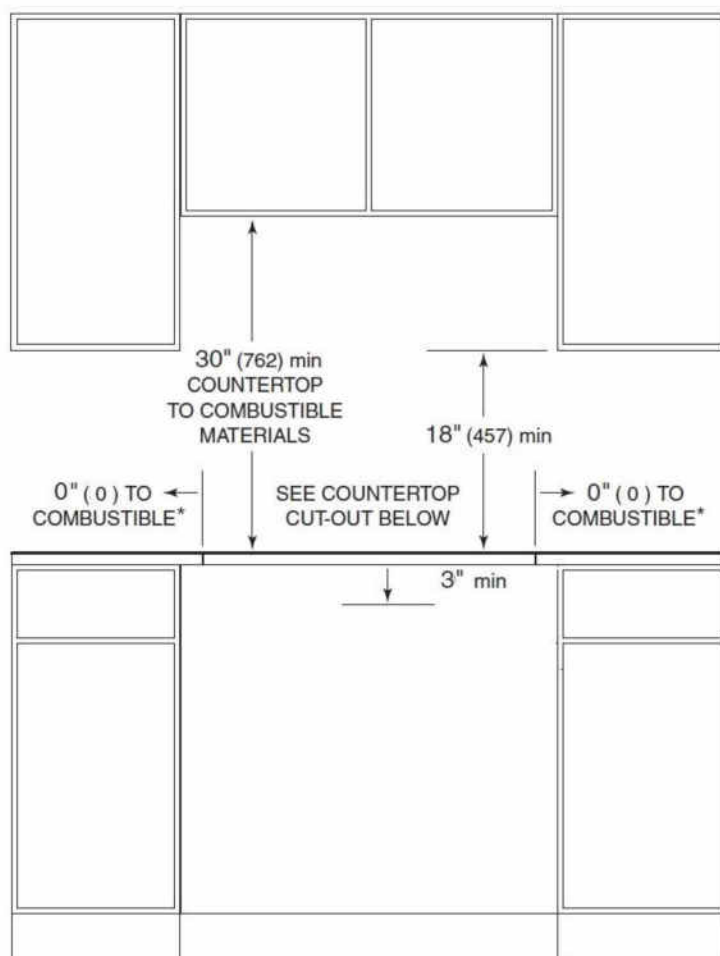 30" (762) min
COUNTERTOP
TO COMBUSTIBLE
MATERIALS
18" (457) min
0" ( 0 ) TO
COMBUSTIBLE*
SEE COUNTERTOP
CUT-OUT BELOW
0" ( 0 ) TO
COMBUSTIBLE*
3" min